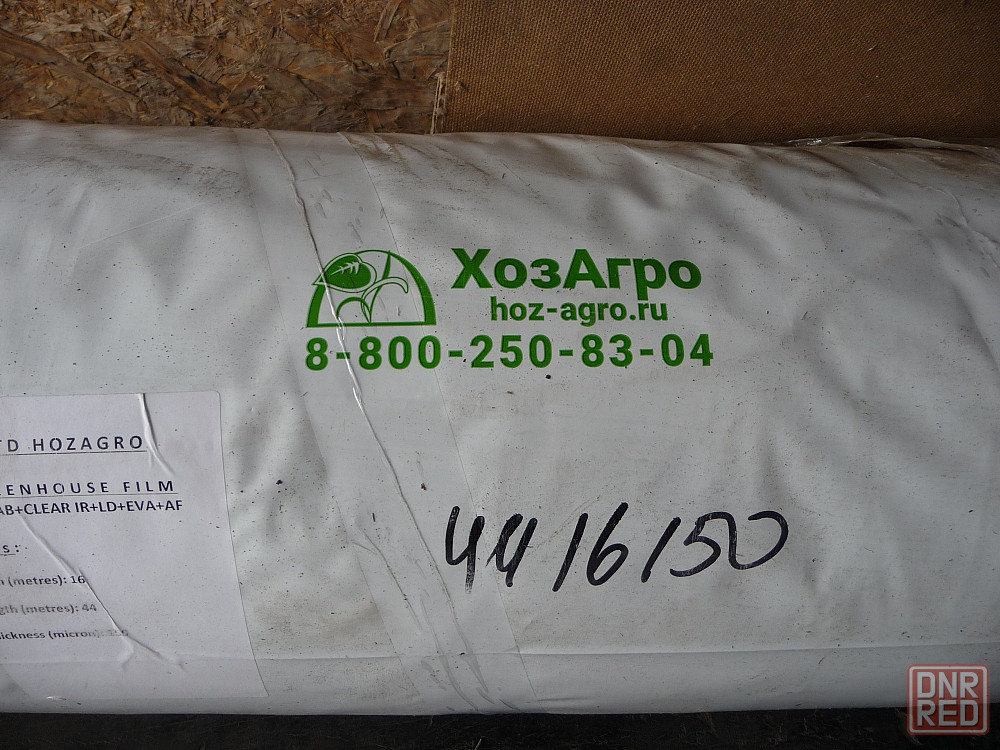 ХозАгро
hoz-agro.ru
8-800-250-83-04
TD HOZAGRO
ENHOUSE FILM
AB+CLEAR IR+LD+EVA+AF
s:
(metres): 16
gth (metres): 44
ickness (micron):
44 16 150
DNR
RED